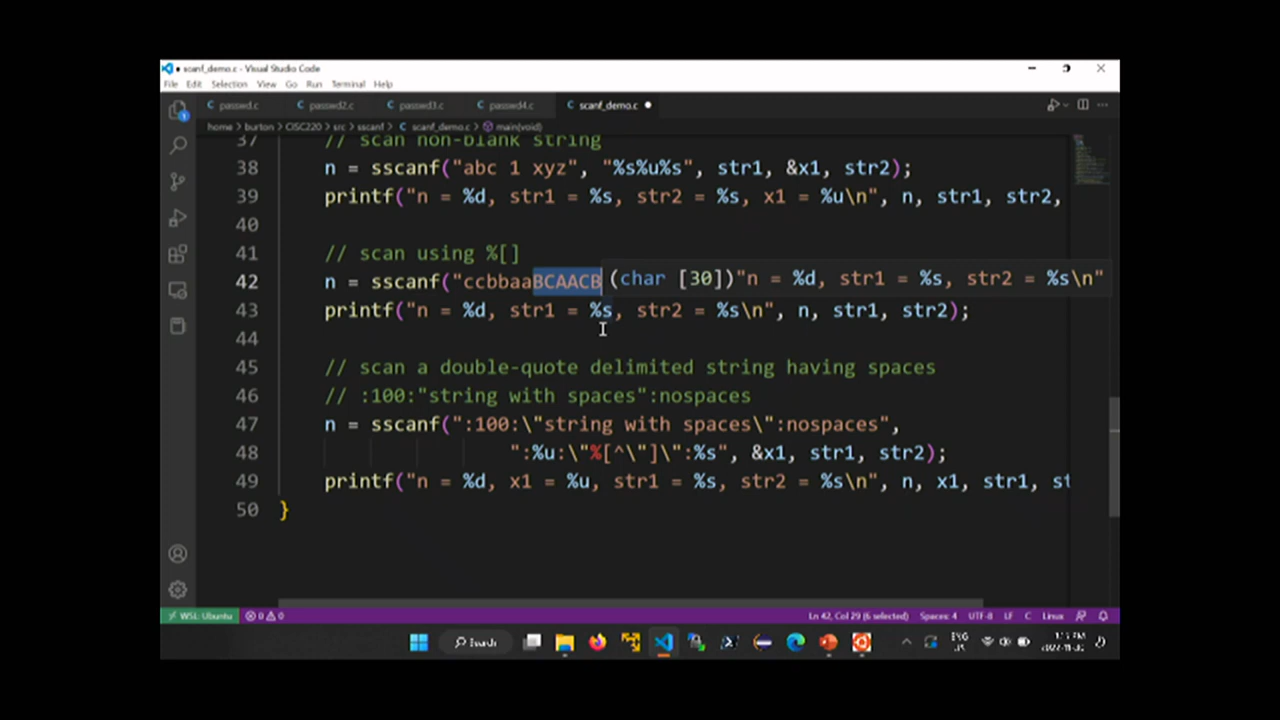 scanf_demo.c - Visual Studio Code
File Edit Selection View Go Run Terminal Help
passwd.c passwd2.c passwd3.c passwd4.c scanf_demo.c
home > burton > CISC220 > src > sscanf > scanf_demo.c > main(void)
37 // scan non-blank string
38 n = sscanf("abc 1 xyz", "%s%u%s", str1, &x1, str2);
39 printf("n = %d, str1 = %s, str2 = %s, x1 = %u\n", n, str1, str2,
40
41 // scan using %[]
42 n = sscanf("ccbbaaBCAACB (char [30])"n = %d, str1 = %s, str2 = %s\n"
43 printf("n = %d, str1 = %s, str2 = %s\n", n, str1, str2);
44
45 // scan a double-quote delimited string having spaces
46 // :100:"string with spaces":nospaces
47 n = sscanf(":100:\"string with spaces\":nospaces",
48 ":%u:\"%[^\"]\":%s", &x1, str1, str2);
49 printf("n = %d, x1 = %u, str1 = %s, str2 = %s\n", n, x1, str1, st
50 }
WSL: Ubuntu 0 0 Ln 42, Col 29 (6 selected) Spaces: 4 UTF-8 LF C Linux
Search ENG